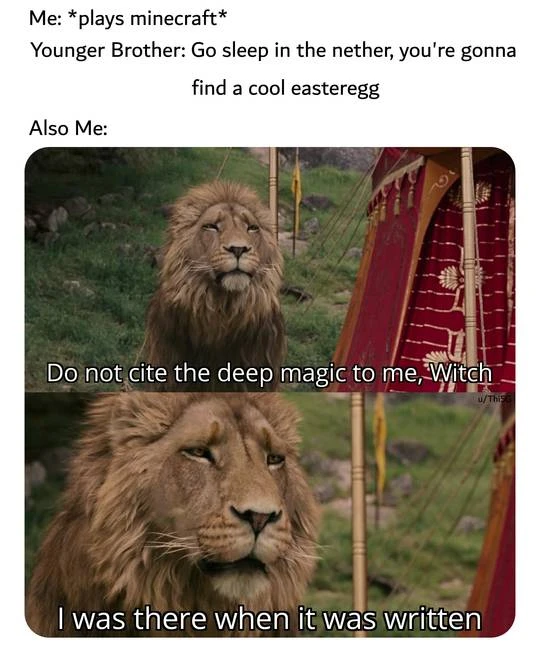 Me: *plays minecraft*
Younger Brother: Go sleep in the nether, you're gonna
find a cool easteregg
Also Me:
Do not cite the deep magic to me, Witch
I was there when it was written